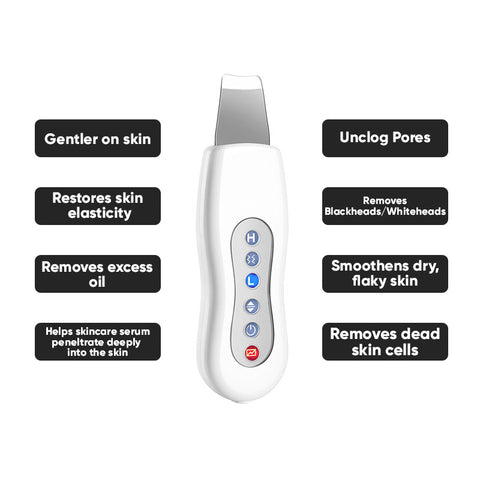 Gentler on skin
Restores skin
elasticity
Removes excess
oil
Helps skincare serum
peneltrate deeply
into the skin
H
L
Unclog Pores
Removes
Blackheads/Whiteheads
Smoothens dry,
flaky skin
Removes dead
skin cells